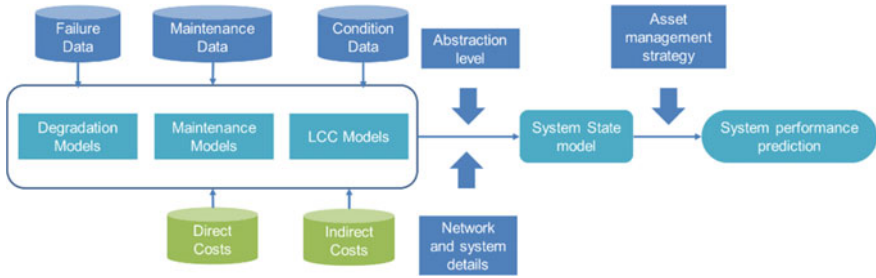 Failure
Data
Maintenance
Data
Condition
Data
Abstraction
level
Asset
management
strategy
Degradation
Models
Maintenance
Models
LCC Models
System State
model
System performance
prediction
Direct
Costs
Indirect
Costs
Network
and system
details